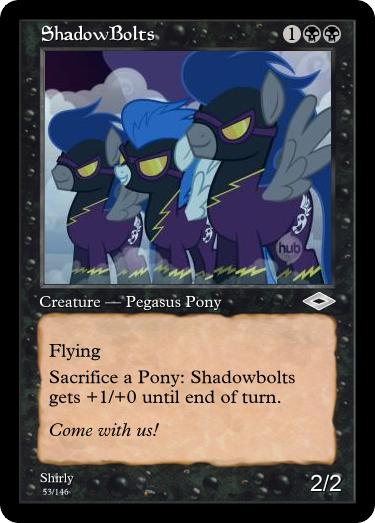 ShadowBolts 1
hub
Creature — Pegasus Pony
Flying
Sacrifice a Pony: Shadowbolts
gets +1/+0 until end of turn.
Come with us!
Shirly
53/146
2/2